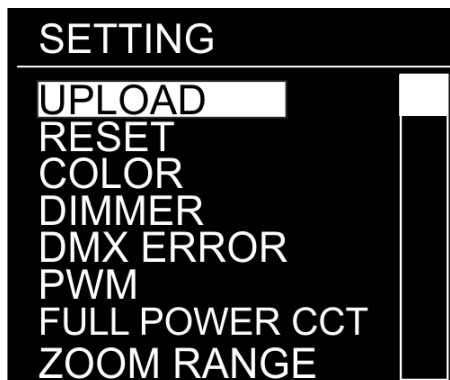 SETTING
UPLOAD
RESET
COLOR
DIMMER
DMX ERROR
PWM
FULL POWER CCT
ZOOM RANGE